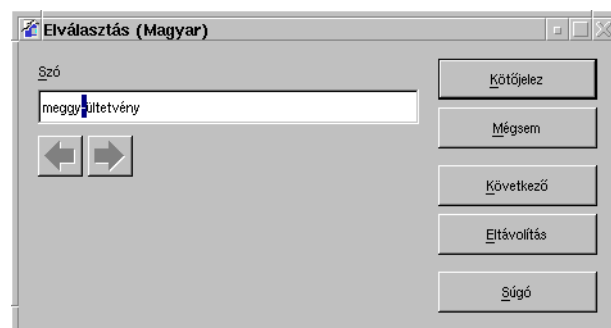 Elválasztás (Magyar)
Szó
meggy-ültetvény
Kötőjelez
Mégsem
Következő
Eltávolítás
Súgó